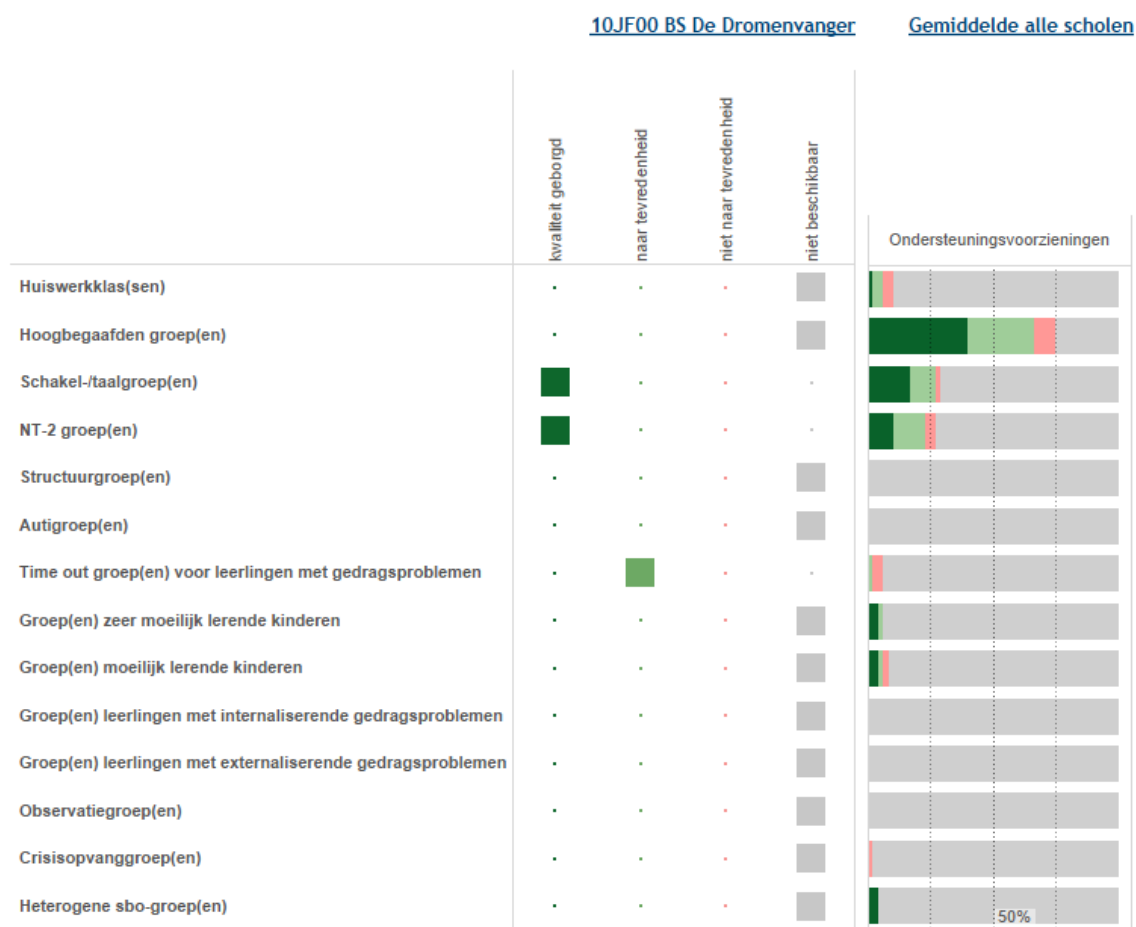 10JF00 BS De Dromenvanger
Gemiddelde alle scholen
kwaliteit geborgd
naar tevredenheid
niet naar tevredenheid
niet beschikbaar
Ondersteuningsvoorzieningen
Huiswerkklas(sen)
Hoogbegaafden groep(en)
Schakel-/taalgroep(en)
NT-2 groep(en)
Structuurgroep(en)
Autigroep(en)
Time out groep(en) voor leerlingen met gedragsproblemen
Groep(en) zeer moeilijk lerende kinderen
Groep(en) moeilijk lerende kinderen
Groep(en) leerlingen met internaliserende gedragsproblemen
Groep(en) leerlingen met externaliserende gedragsproblemen
Observatiegroep(en)
Crisisopvanggroep(en)
Heterogene sbo-groep(en)
50%